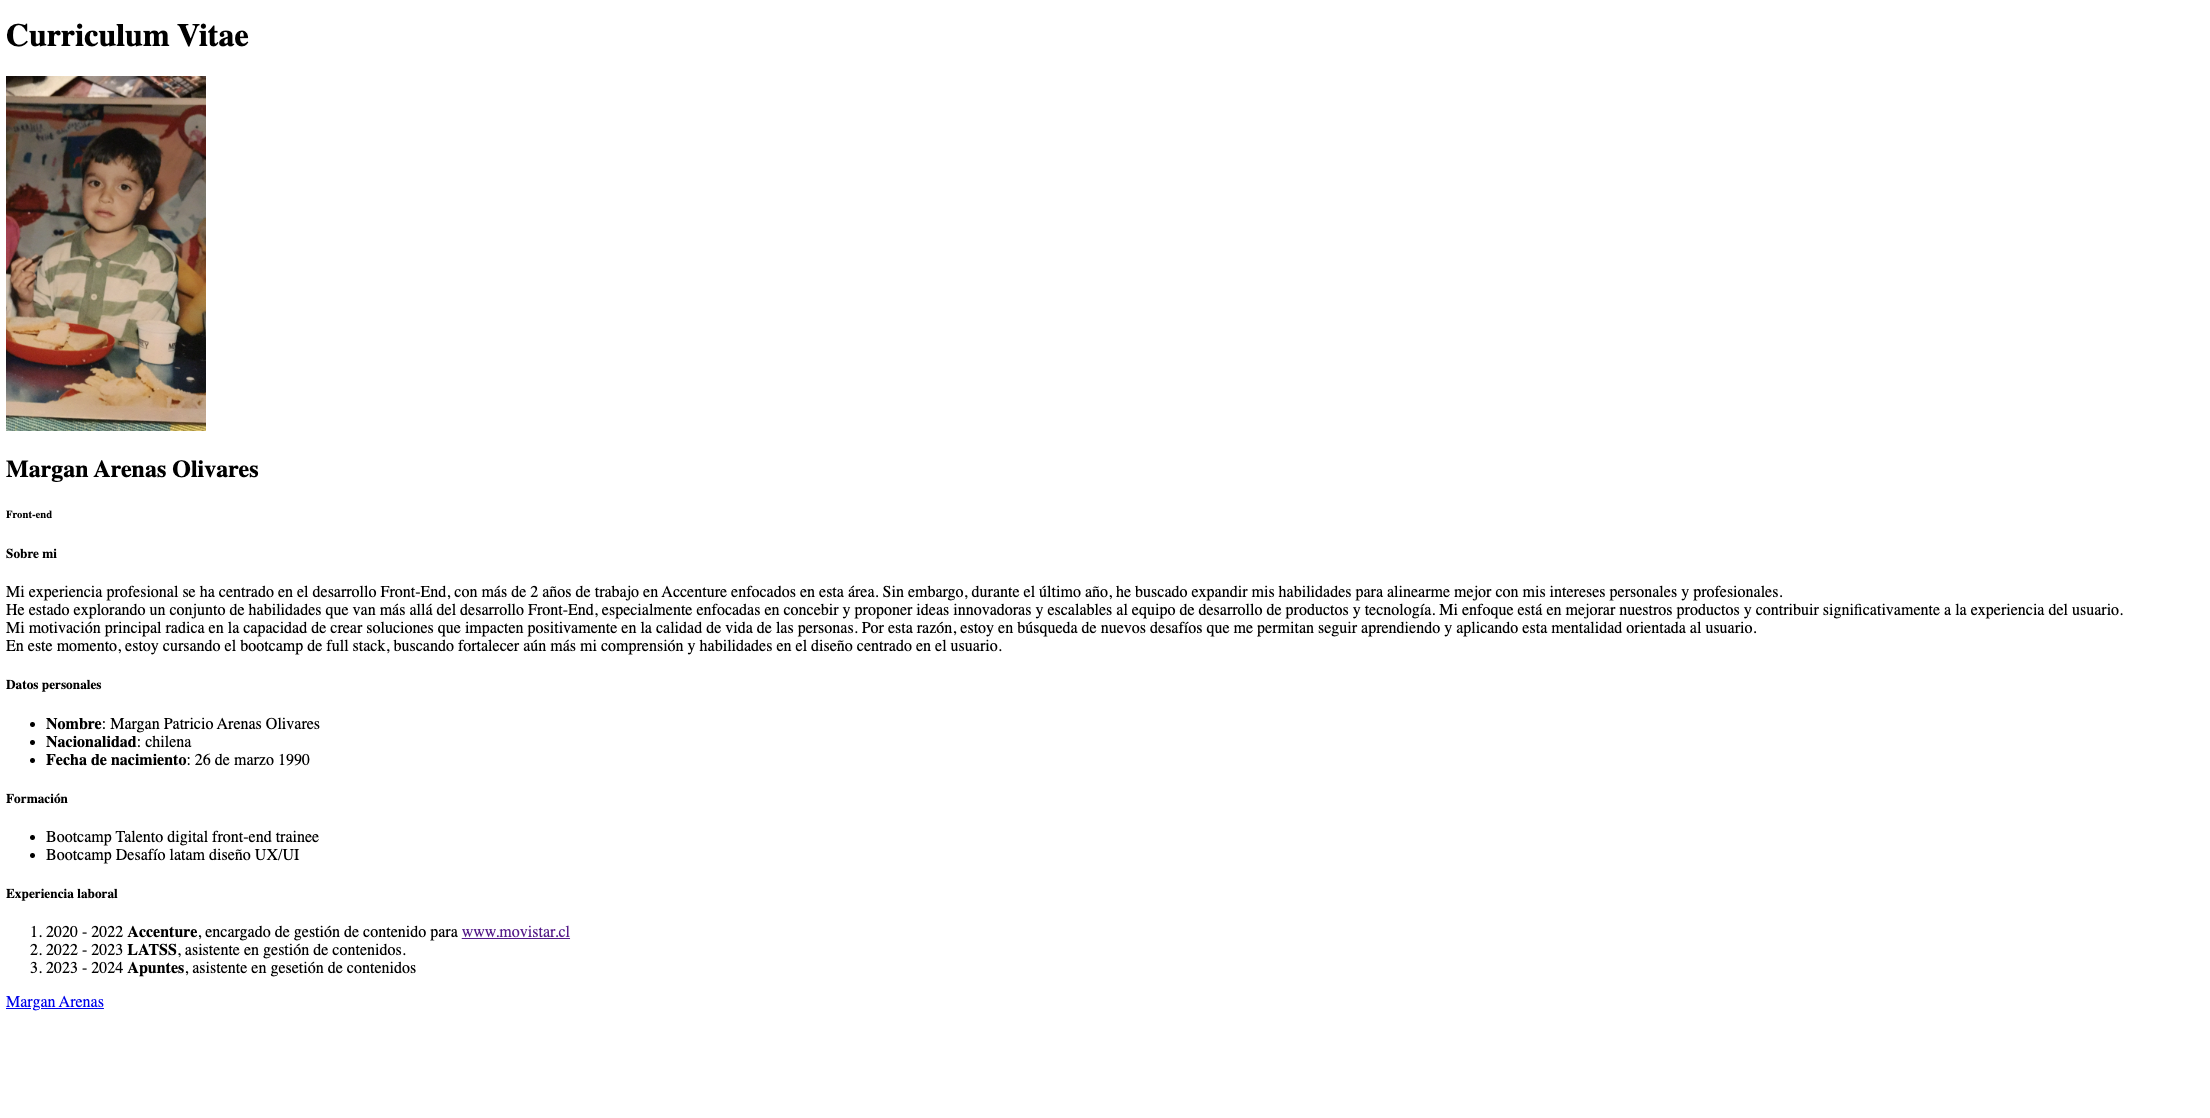 Curriculum Vitae
Margan Arenas Olivares
Front-end
Sobre mi
Mi experiencia profesional se ha centrado en el desarrollo Front-End, con más de 2 años de trabajo en Accenture enfocados en esta área. Sin embargo, durante el último año, he buscado expandir mis habilidades para alinearme mejor con mis intereses personales y profesionales.
He estado explorando un conjunto de habilidades que van más allá del desarrollo Front-End, especialmente enfocadas en concebir y proponer ideas innovadoras y escalables al equipo de desarrollo de productos y tecnología. Mi enfoque está en mejorar nuestros productos y contribuir significativamente a la experiencia del usuario.
Mi motivación principal radica en la capacidad de crear soluciones que impacten positivamente en la calidad de vida de las personas. Por esta razón, estoy en búsqueda de nuevos desafíos que me permitan seguir aprendiendo y aplicando esta mentalidad orientada al usuario.
En este momento, estoy cursando el bootcamp de full stack, buscando fortalecer aún más mi comprensión y habilidades en el diseño centrado en el usuario.
Datos personales
• Nombre: Margan Patricio Arenas Olivares
• Nacionalidad: chilena
• Fecha de nacimiento: 26 de marzo 1990
Formación
• Bootcamp Talento digital front-end trainee
• Bootcamp Desafío latam diseño UX/UI
Experiencia laboral
1. 2020 - 2022 Accenture, encargado de gestión de contenido para www.movistar.cl
2. 2022 - 2023 LATSS, asistente en gestión de contenidos.
3. 2023 - 2024 Apuntes, asistente en gesetión de contenidos
Margan Arenas